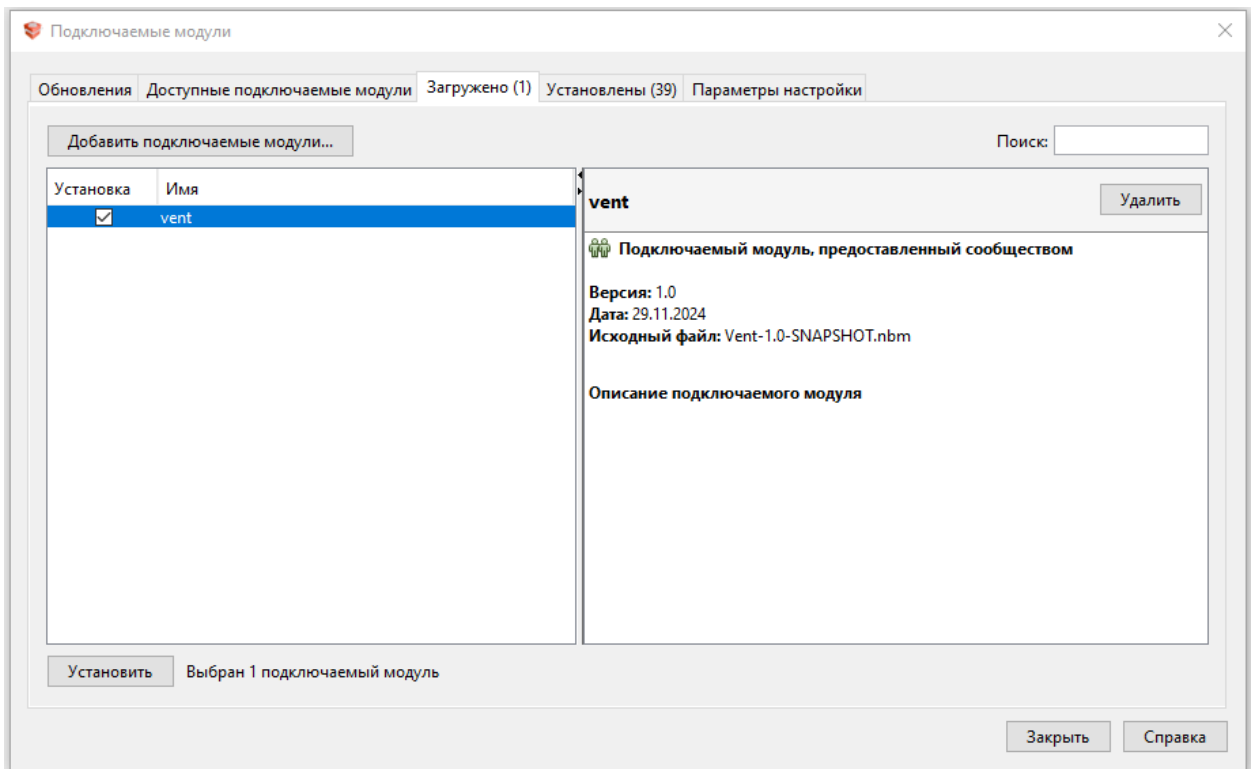 Подключаемые модули
Обновления Доступные подключаемые модули Загружено (1) Установлены (39) Параметры настройки
Добавить подключаемые модули... Поиск:
Установка Имя
vent
vent Удалить
Подключаемый модуль, предоставленный сообществом
Версия: 1.0
Дата: 29.11.2024
Исходный файл: Vent-1.0-SNAPSHOT.nbm
Описание подключаемого модуля
Установить Выбран 1 подключаемый модуль
Закрыть Справка